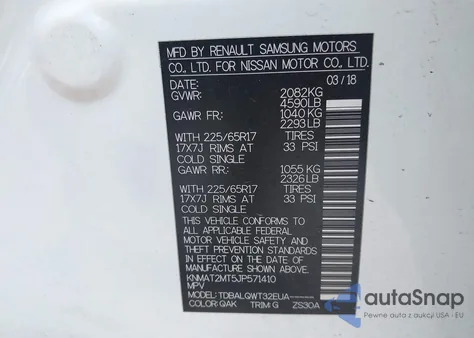 MFD BY RENAULT SAMSUNG MOTORS
CO., LTD. FOR NISSAN MOTOR CO., LTD.
DATE: 03 / 18
GVWR: 2082KG
4590LB
GAWR FR: 1040 KG
2293LB
WITH 225/65R17 TIRES
17X7J RIMS AT 33 PSI
COLD SINGLE
GAWR RR: 1055 KG
2326LB
WITH 225/65R17 TIRES
17X7J RIMS AT 33 PSI
COLD SINGLE
THIS VEHICLE CONFORMS TO
ALL APPLICABLE FEDERAL
MOTOR VEHICLE SAFETY AND
THEFT PREVENTION STANDARDS
IN EFFECT ON THE DATE OF
MANUFACTURE SHOWN ABOVE.
KNMAT2MT5JP571410
MPV
MODEL: TDBALQWT32EUA-----
COLOR: QAK TRIM: G ZS30A
autaSnap
Pewne auta z USA i Kanady